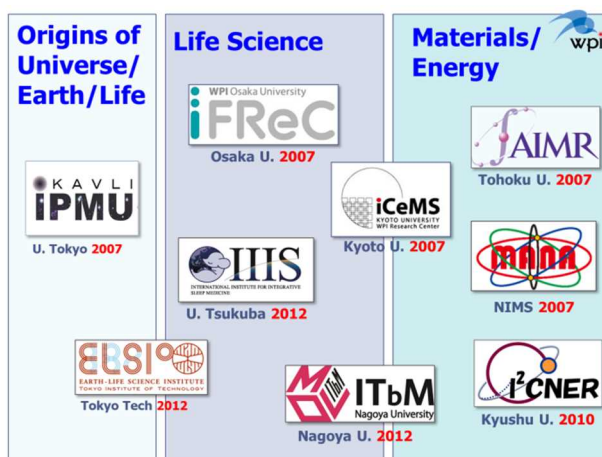 Origins of
Universe/
Earth/Life
KAVLI
IPMU
U. Tokyo 2007
Life Science
WPI Osaka University
iFReC
Osaka U. 2007
iCeMS
KYOTO UNIVERSITY
WPI Research Center
Kyoto U. 2007
IIIS
INTERNATIONAL INSTITUTE FOR INTEGRATIVE
SLEEP MEDICINE
U. Tsukuba 2012
ELSI
EARTH-LIFE SCIENCE INSTITUTE
TOKYO INSTITUTE OF TECHNOLOGY
Tokyo Tech 2012
ITbM
ITbM
Nagoya University
Nagoya U. 2012
Materials/
Energy
wpi
AIMR
Tohoku U. 2007
MANA
NIMS 2007
I²CNER
Kyushu U. 2010